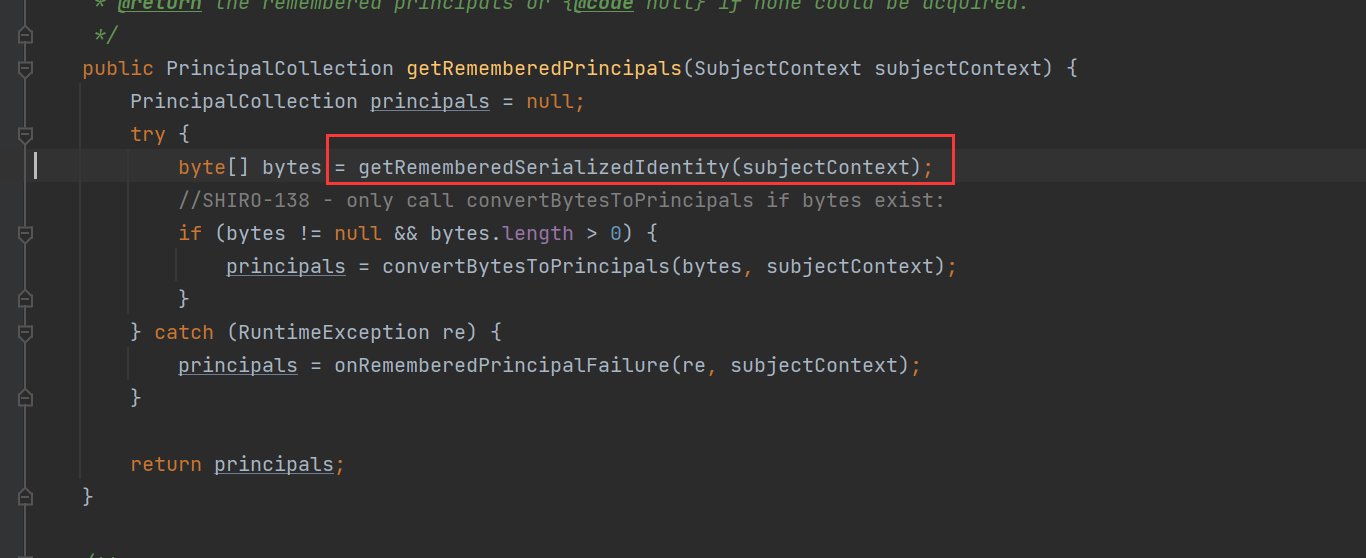 * @return the remembered principals or {@code null} if none could be acquired.
*/
public PrincipalCollection getRememberedPrincipals(SubjectContext subjectContext) {
PrincipalCollection principals = null;
try {
byte[] bytes = getRememberedSerializedIdentity(subjectContext);
//SHIRO-138 - only call convertBytesToPrincipals if bytes exist:
if (bytes != null && bytes.length > 0) {
principals = convertBytesToPrincipals(bytes, subjectContext);
}
} catch (RuntimeException re) {
principals = onRememberedPrincipalFailure(re, subjectContext);
}
return principals;
}